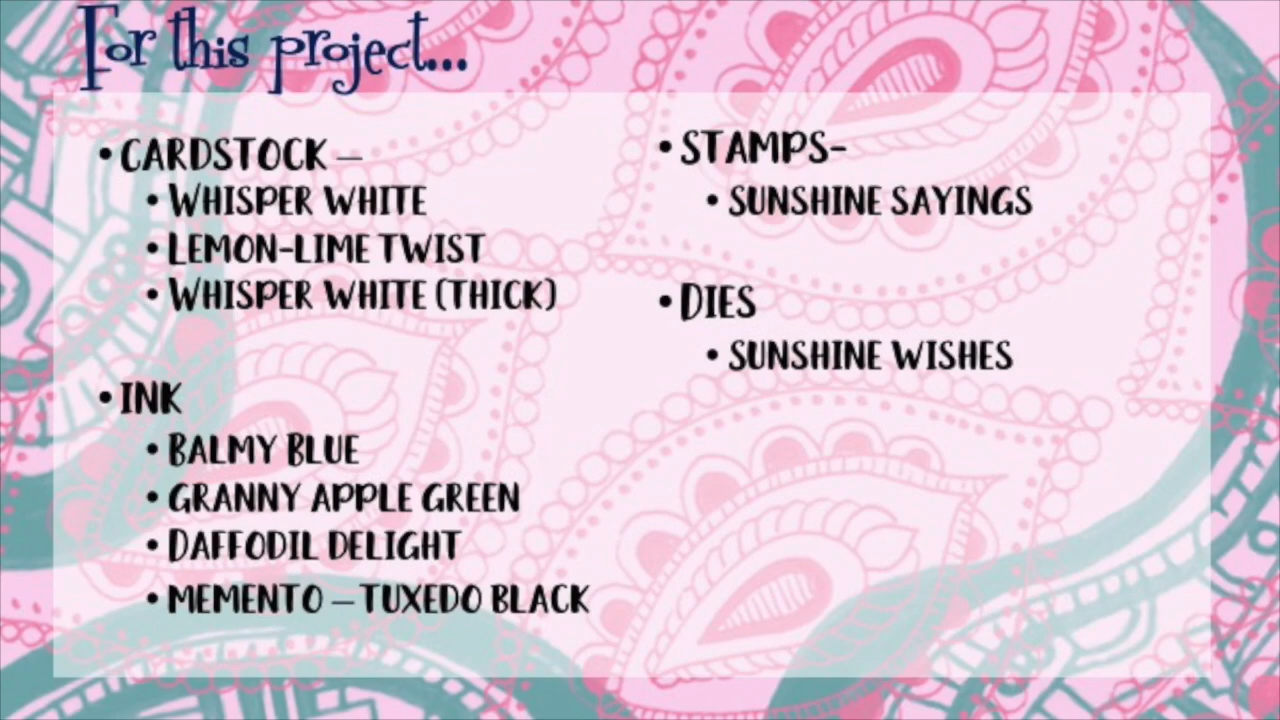 For this project...
• CARDSTOCK –
• WHISPER WHITE
• LEMON-LIME TWIST
• WHISPER WHITE (THICK)
• INK
• BALMY BLUE
• GRANNY APPLE GREEN
• DAFFODIL DELIGHT
• MEMENTO – TUXEDO BLACK
• STAMPS-
• SUNSHINE SAYINGS
• DIES
• SUNSHINE WISHES